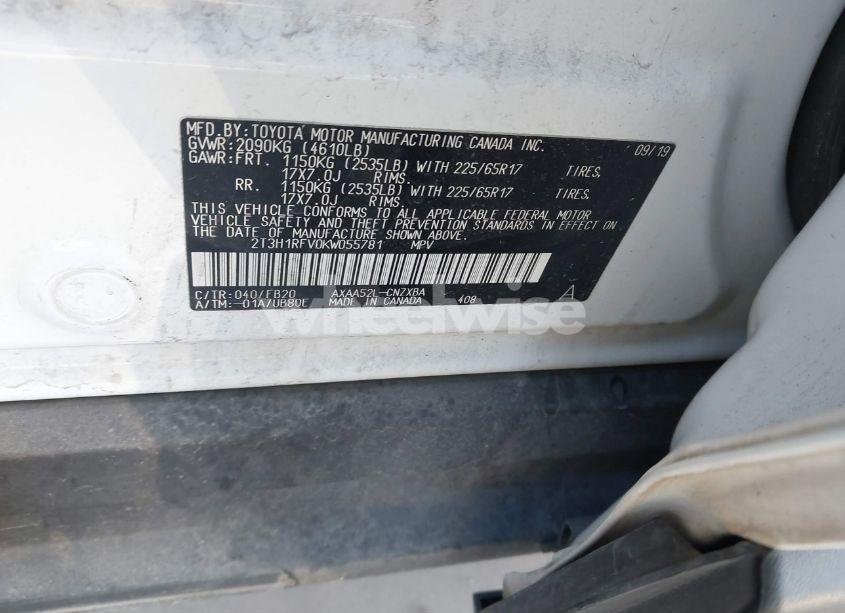 MFD.BY:TOYOTA MOTOR MANUFACTURING CANADA INC. 09/19
GVWR:2090KG (4610LB)
GAWR:FRT. 1150KG (2535LB) WITH 225/65R17 TIRES,
17X7.0J RIMS.
RR. 1150KG (2535LB) WITH 225/65R17 TIRES,
17X7.0J RIMS.
THIS VEHICLE CONFORMS TO ALL APPLICABLE FEDERAL MOTOR
VEHICLE SAFETY AND THEFT PREVENTION STANDARDS IN EFFECT ON
THE DATE OF MANUFACTURE SHOWN ABOVE.
2T3H1RFV0KW055781 MPV
C/TR:040/FB20 AXAA52L-CNZXBA
A/TM:-01A/UB80E MADE IN CANADA 408
A
wheelwise